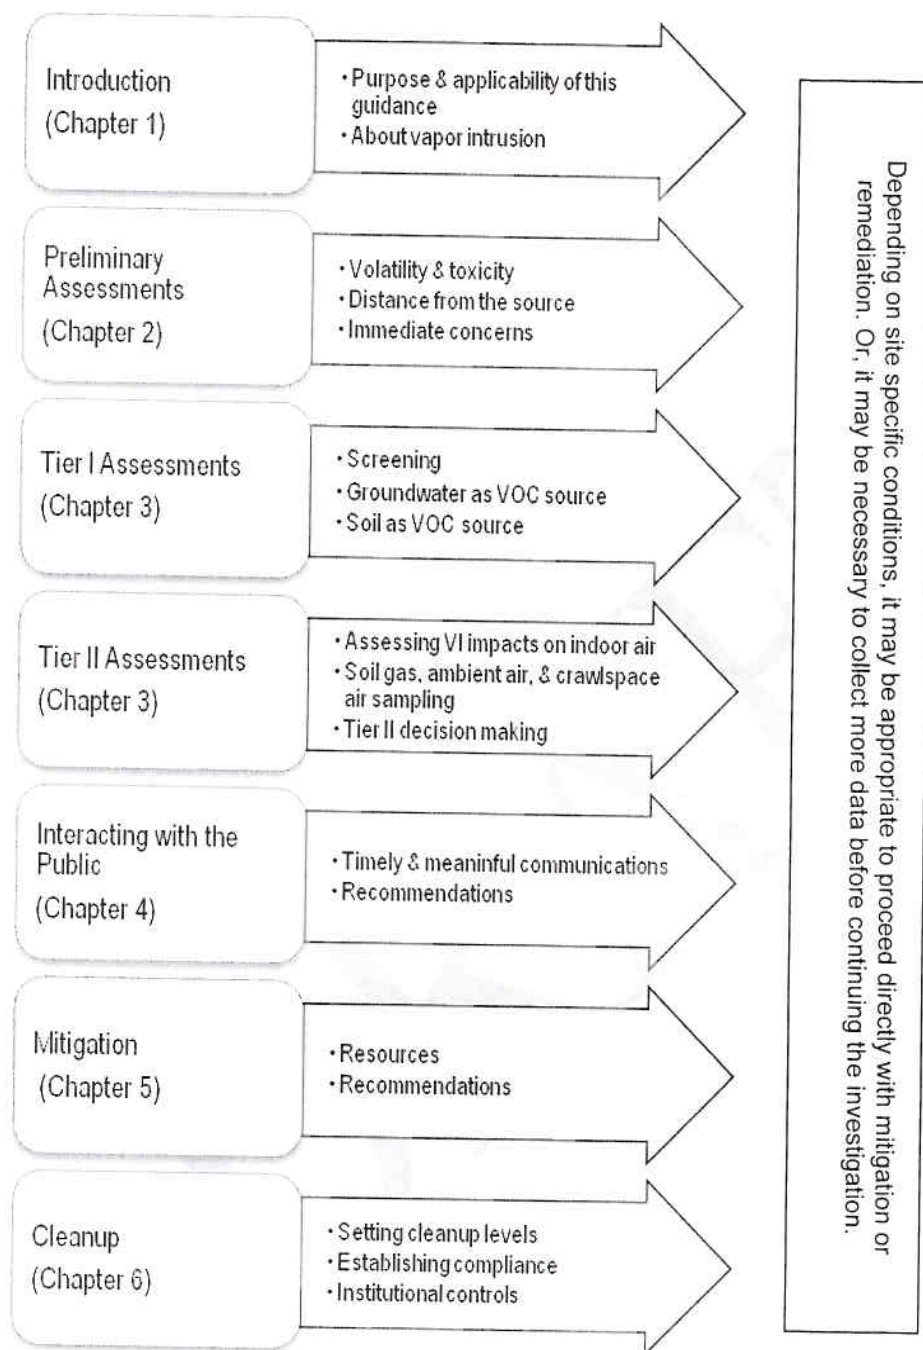 Introduction
(Chapter 1)
• Purpose & applicability of this
guidance
• About vapor intrusion
Preliminary
Assessments
(Chapter 2)
• Volatility & toxicity
• Distance from the source
• Immediate concerns
Tier I Assessments
(Chapter 3)
• Screening
• Groundwater as VOC source
• Soil as VOC source
Tier II Assessments
(Chapter 3)
• Assessing VI impacts on indoor air
• Soil gas, ambient air, & crawlspace
air sampling
• Tier II decision making
Interacting with the
Public
(Chapter 4)
• Timely & meaninful communications
• Recommendations
Mitigation
(Chapter 5)
• Resources
• Recommendations
Cleanup
(Chapter 6)
• Setting cleanup levels
• Establishing compliance
• Institutional controls
Depending on site specific conditions, it may be appropriate to proceed directly with mitigation or
remediation. Or, it may be necessary to collect more data before continuing the investigation.